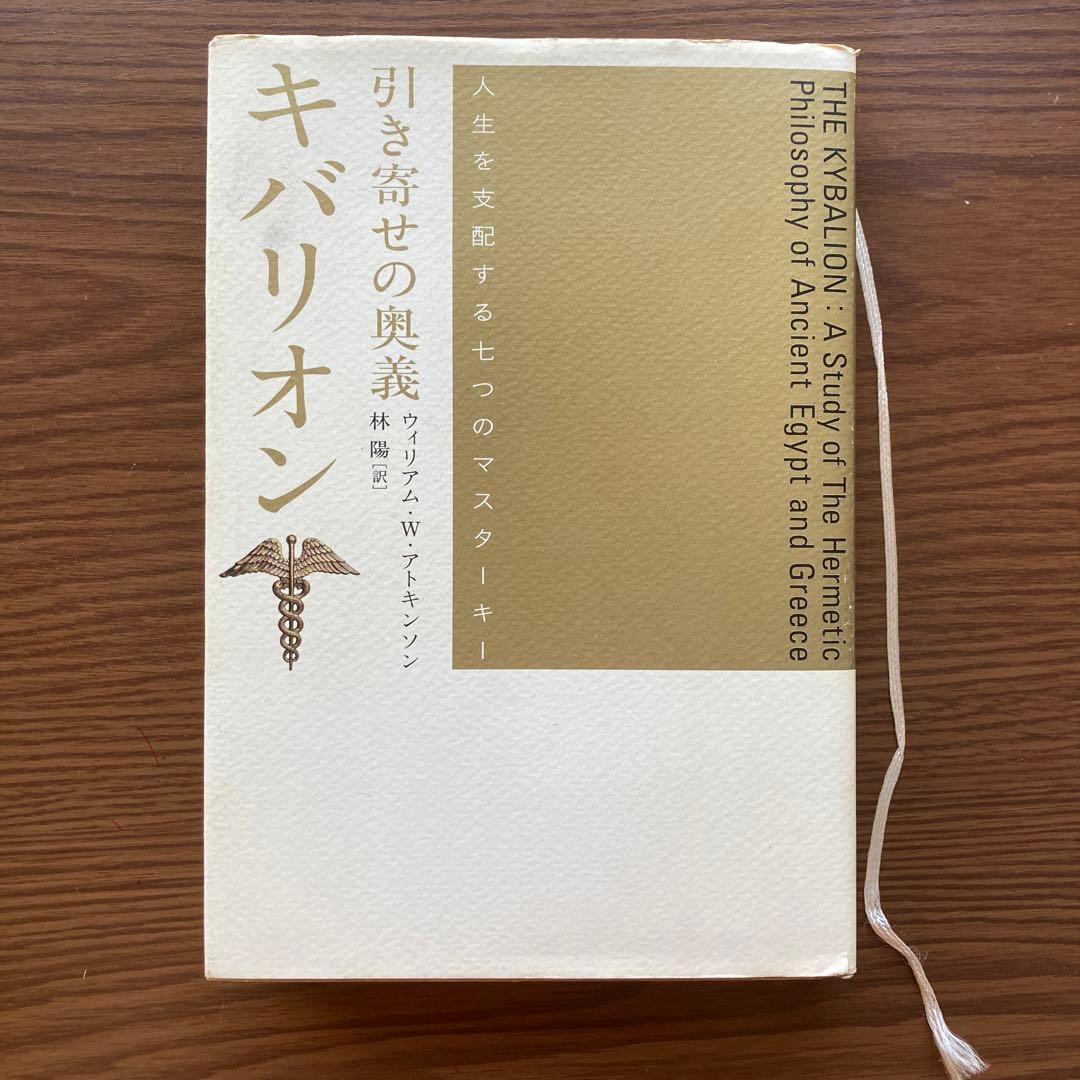 THE KYBALION : A Study of The Hermetic
Philosophy of Ancient Egypt and Greece
人生を支配する七つのマスターキー
引き寄せの奥義
キバリオン
ウィリアム・W・アトキンソン
林 陽[訳]